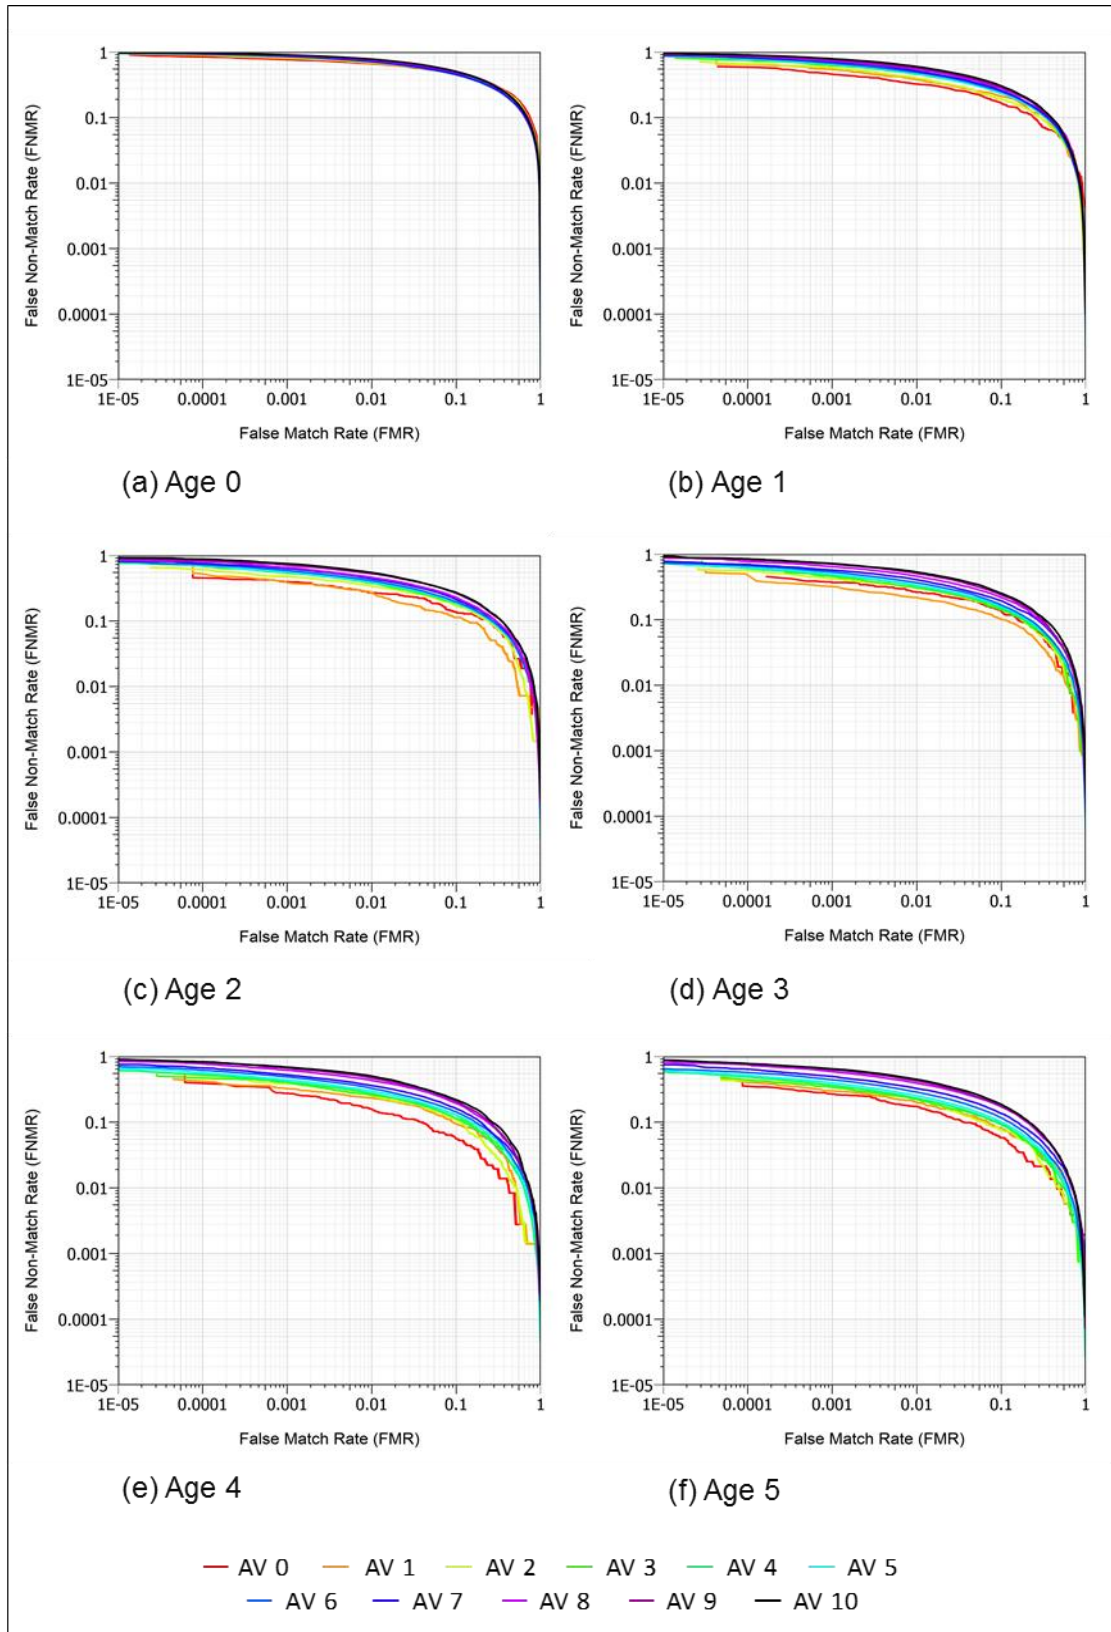 1
0.1
0.01
0.001
0.0001
1E-05
False Non-Match Rate (FNMR)
1E-05 0.0001 0.001 0.01 0.1 1
False Match Rate (FMR)
(a) Age 0
1
0.1
0.01
0.001
0.0001
1E-05
False Non-Match Rate (FNMR)
1E-05 0.0001 0.001 0.01 0.1 1
False Match Rate (FMR)
(b) Age 1
1
0.1
0.01
0.001
0.0001
1E-05
False Non-Match Rate (FNMR)
1E-05 0.0001 0.001 0.01 0.1 1
False Match Rate (FMR)
(c) Age 2
1
0.1
0.01
0.001
0.0001
1E-05
False Non-Match Rate (FNMR)
1E-05 0.0001 0.001 0.01 0.1 1
False Match Rate (FMR)
(d) Age 3
1
0.1
0.01
0.001
0.0001
1E-05
False Non-Match Rate (FNMR)
1E-05 0.0001 0.001 0.01 0.1 1
False Match Rate (FMR)
(e) Age 4
1
0.1
0.01
0.001
0.0001
1E-05
False Non-Match Rate (FNMR)
1E-05 0.0001 0.001 0.01 0.1 1
False Match Rate (FMR)
(f) Age 5
AV 0 AV 1 AV 2 AV 3 AV 4 AV 5
AV 6 AV 7 AV 8 AV 9 AV 10